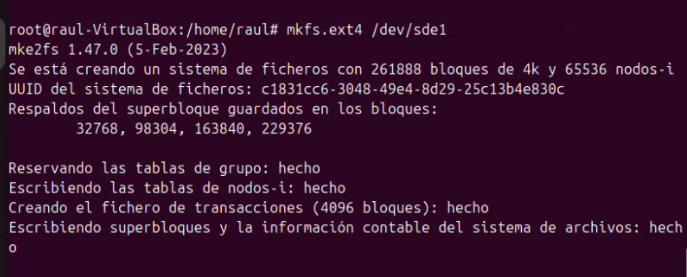 root@raul-VirtualBox:/home/raul# mkfs.ext4 /dev/sde1
mke2fs 1.47.0 (5-Feb-2023)
Se está creando un sistema de ficheros con 261888 bloques de 4k y 65536 nodos-i
UUID del sistema de ficheros: c1831cc6-3048-49e4-8d29-25c13b4e830c
Respaldos del superbloque guardados en los bloques:
32768, 98304, 163840, 229376
Reservando las tablas de grupo: hecho
Escribiendo las tablas de nodos-i: hecho
Creando el fichero de transacciones (4096 bloques): hecho
Escribiendo superbloques y la información contable del sistema de archivos: hech
o